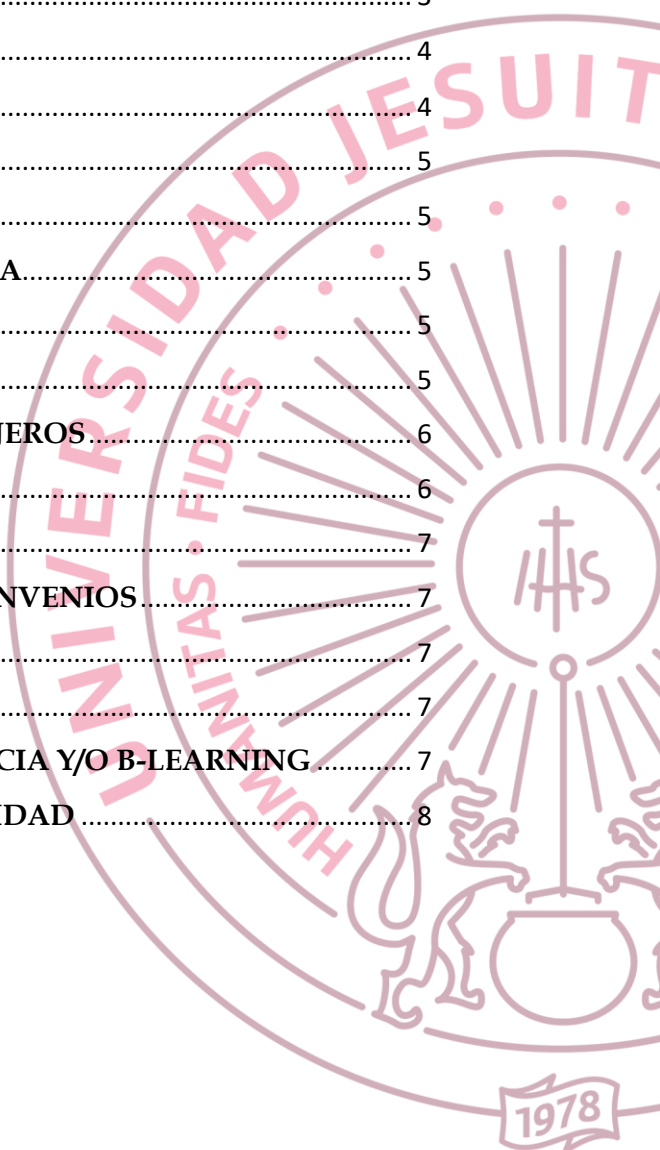 ........................................ 4
........................................ 4
........................................ 5
........................................ 5
A........................................ 5
........................................ 5
........................................ 5
JEROS........................................ 6
........................................ 6
........................................ 7
NVENIOS........................................ 7
........................................ 7
........................................ 7
CIA Y/O B-LEARNING............ 7
IDAD........................................ 8
UNIVERSIDAD JESUIT
HUMANITAS • FIDES
IHS
1978